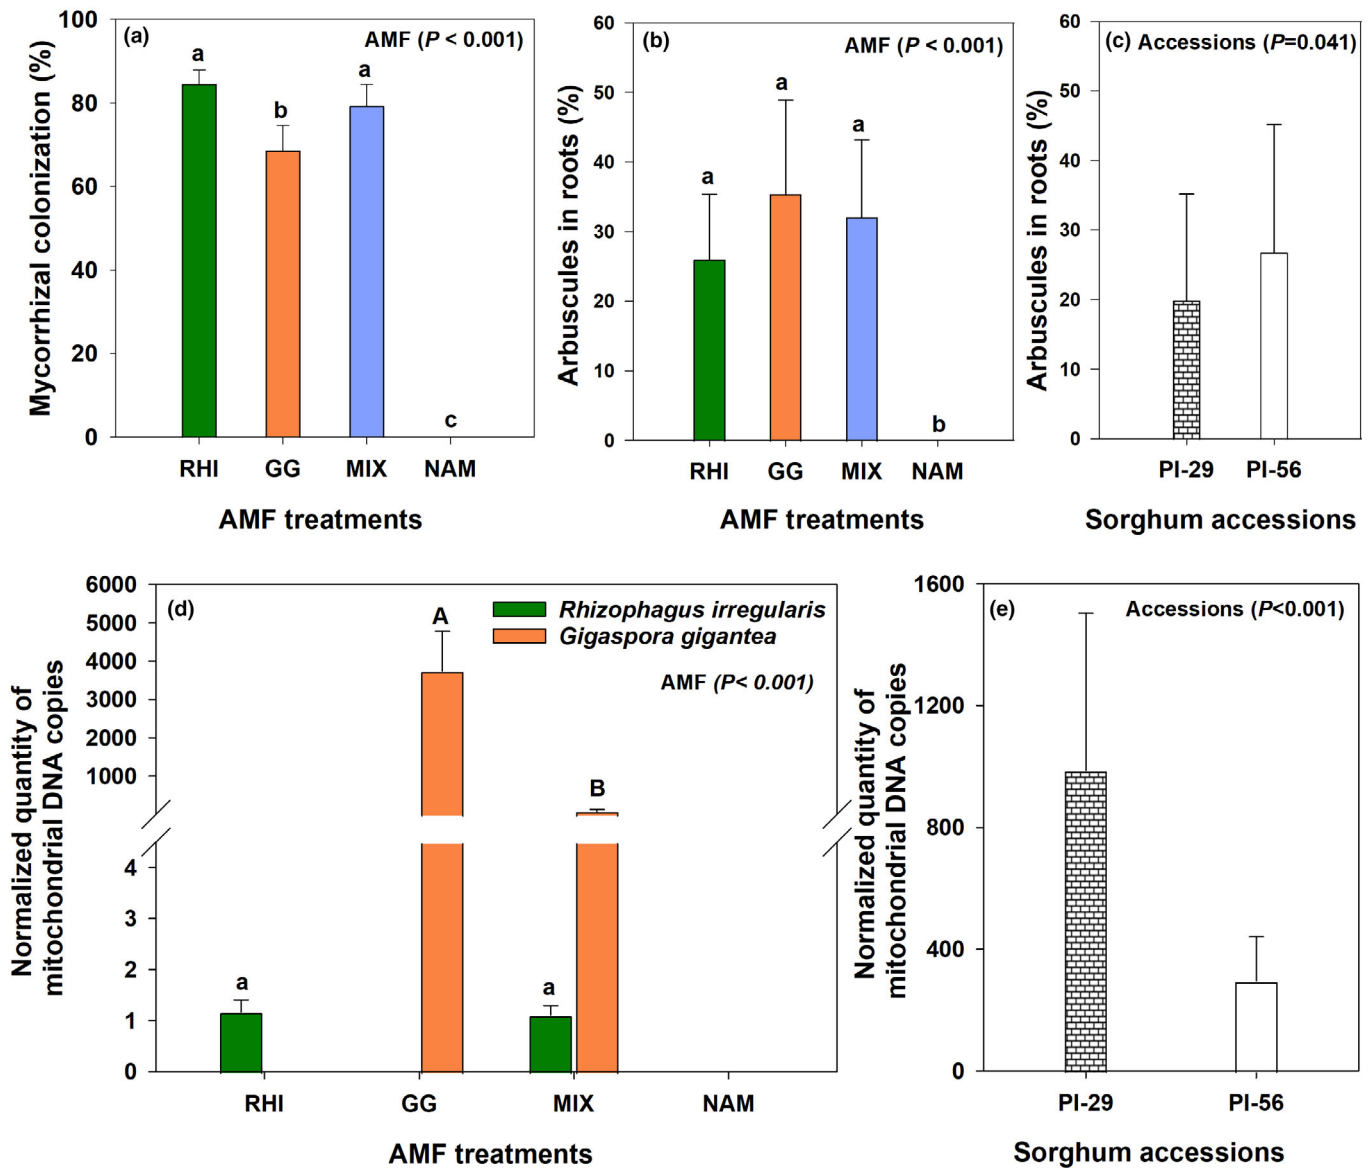 (a)
AMF (P < 0.001)
Mycorrhizal colonization (%)
100
80
60
40
20
0
a
b
a
c
RHI GG MIX NAM
AMF treatments
(b)
AMF (P < 0.001)
Arbuscules in roots (%)
60
50
40
30
20
10
0
a
a
a
b
RHI GG MIX NAM
AMF treatments
(c) Accessions (P=0.041)
Arbuscules in roots (%)
60
50
40
30
20
10
0
PI-29 PI-56
Sorghum accessions
(d)
Rhizophagus irregularis
Gigaspora gigantea
AMF (P< 0.001)
Normalized quantity of
mitochondrial DNA copies
6000
5000
4000
3000
2000
1000
4
3
2
1
0
a
A
a
B
RHI GG MIX NAM
AMF treatments
(e)
Accessions (P<0.001)
Normalized quantity of
mitochondrial DNA copies
1600
1200
800
400
0
PI-29 PI-56
Sorghum accessions